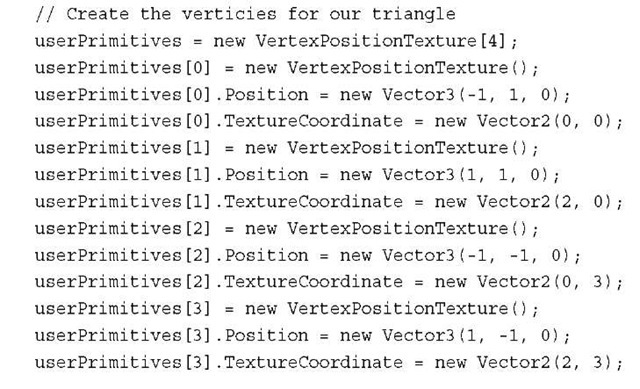 // Create the verticies for our triangle
userPrimitives = new VertexPositionTexture[4];
userPrimitives[0] = new VertexPositionTexture();
userPrimitives[0].Position = new Vector3(-1, 1, 0);
userPrimitives[0].TextureCoordinate = new Vector2(0, 0);
userPrimitives[1] = new VertexPositionTexture();
userPrimitives[1].Position = new Vector3(1, 1, 0);
userPrimitives[1].TextureCoordinate = new Vector2(2, 0);
userPrimitives[2] = new VertexPositionTexture();
userPrimitives[2].Position = new Vector3(-1, -1, 0);
userPrimitives[2].TextureCoordinate = new Vector2(0, 3);
userPrimitives[3] = new VertexPositionTexture();
userPrimitives[3].Position = new Vector3(1, -1, 0);
userPrimitives[3].TextureCoordinate = new Vector2(2, 3);